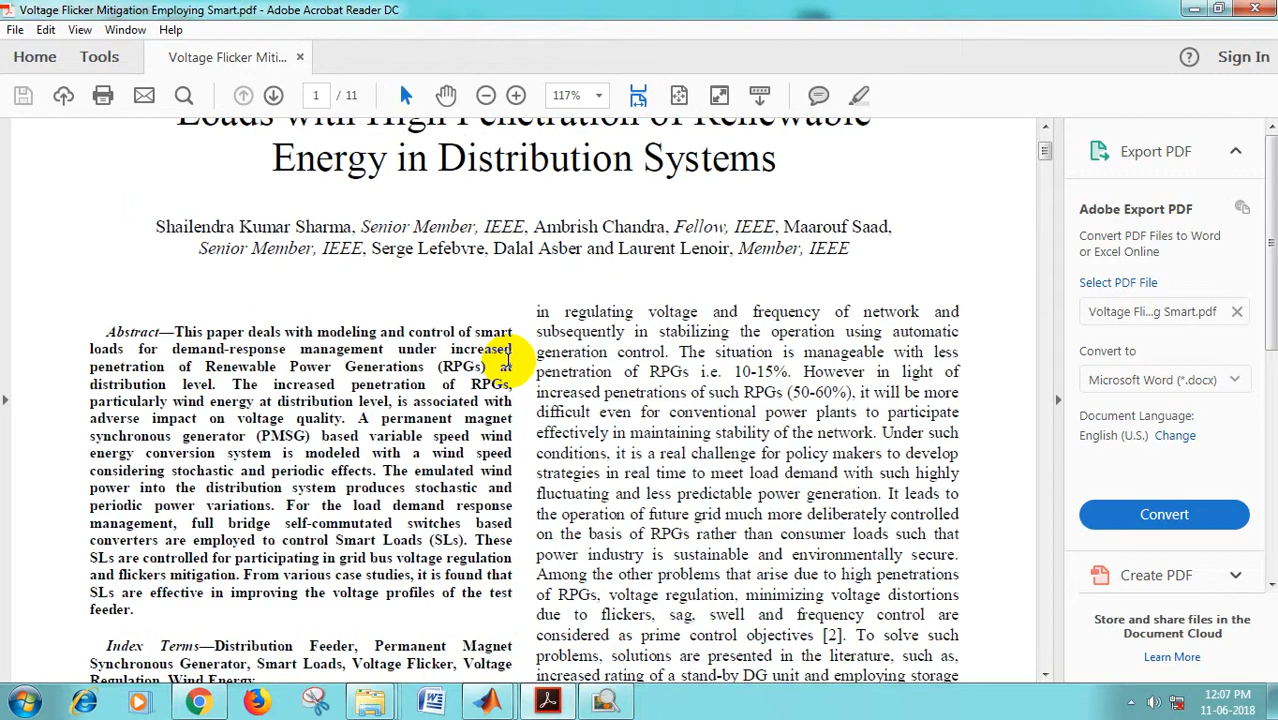 Voltage Flicker Mitigation Employing Smart.pdf - Adobe Acrobat Reader DC
File Edit View Window Help
Home Tools Voltage Flicker Miti... × Sign In
1 / 11 117%
Loads with High Penetration of Renewable
Energy in Distribution Systems
Shailendra Kumar Sharma, Senior Member, IEEE, Ambrish Chandra, Fellow, IEEE, Maarouf Saad,
Senior Member, IEEE, Serge Lefebvre, Dalal Asber and Laurent Lenoir, Member, IEEE
Abstract—This paper deals with modeling and control of smart
loads for demand-response management under increased
penetration of Renewable Power Generations (RPGs) at
distribution level. The increased penetration of RPGs,
particularly wind energy at distribution level, is associated with
adverse impact on voltage quality. A permanent magnet
synchronous generator (PMSG) based variable speed wind
energy conversion system is modeled with a wind speed
considering stochastic and periodic effects. The emulated wind
power into the distribution system produces stochastic and
periodic power variations. For the load demand response
management, full bridge self-commutated switches based
converters are employed to control Smart Loads (SLs). These
SLs are controlled for participating in grid bus voltage regulation
and flickers mitigation. From various case studies, it is found that
SLs are effective in improving the voltage profiles of the test
feeder.
Index Terms—Distribution Feeder, Permanent Magnet
Synchronous Generator, Smart Loads, Voltage Flicker, Voltage
Regulation, Wind Energy.
in regulating voltage and frequency of network and
subsequently in stabilizing the operation using automatic
generation control. The situation is manageable with less
penetration of RPGs i.e. 10-15%. However in light of
increased penetrations of such RPGs (50-60%), it will be more
difficult even for conventional power plants to participate
effectively in maintaining stability of the network. Under such
conditions, it is a real challenge for policy makers to develop
strategies in real time to meet load demand with such highly
fluctuating and less predictable power generation. It leads to
the operation of future grid much more deliberately controlled
on the basis of RPGs rather than consumer loads such that
power industry is sustainable and environmentally secure.
Among the other problems that arise due to high penetrations
of RPGs, voltage regulation, minimizing voltage distortions
due to flickers, sag, swell and frequency control are
considered as prime control objectives [2]. To solve such
problems, solutions are presented in the literature, such as,
increased rating of a stand-by DG unit and employing storage
Export PDF
Adobe Export PDF
Convert PDF Files to Word
or Excel Online
Select PDF File
Voltage Fli...g Smart.pdf ×
Convert to
Microsoft Word (*.docx)
Document Language:
English (U.S.) Change
Convert
Create PDF
Store and share files in the
Document Cloud
Learn More
12:07 PM
11-06-2018